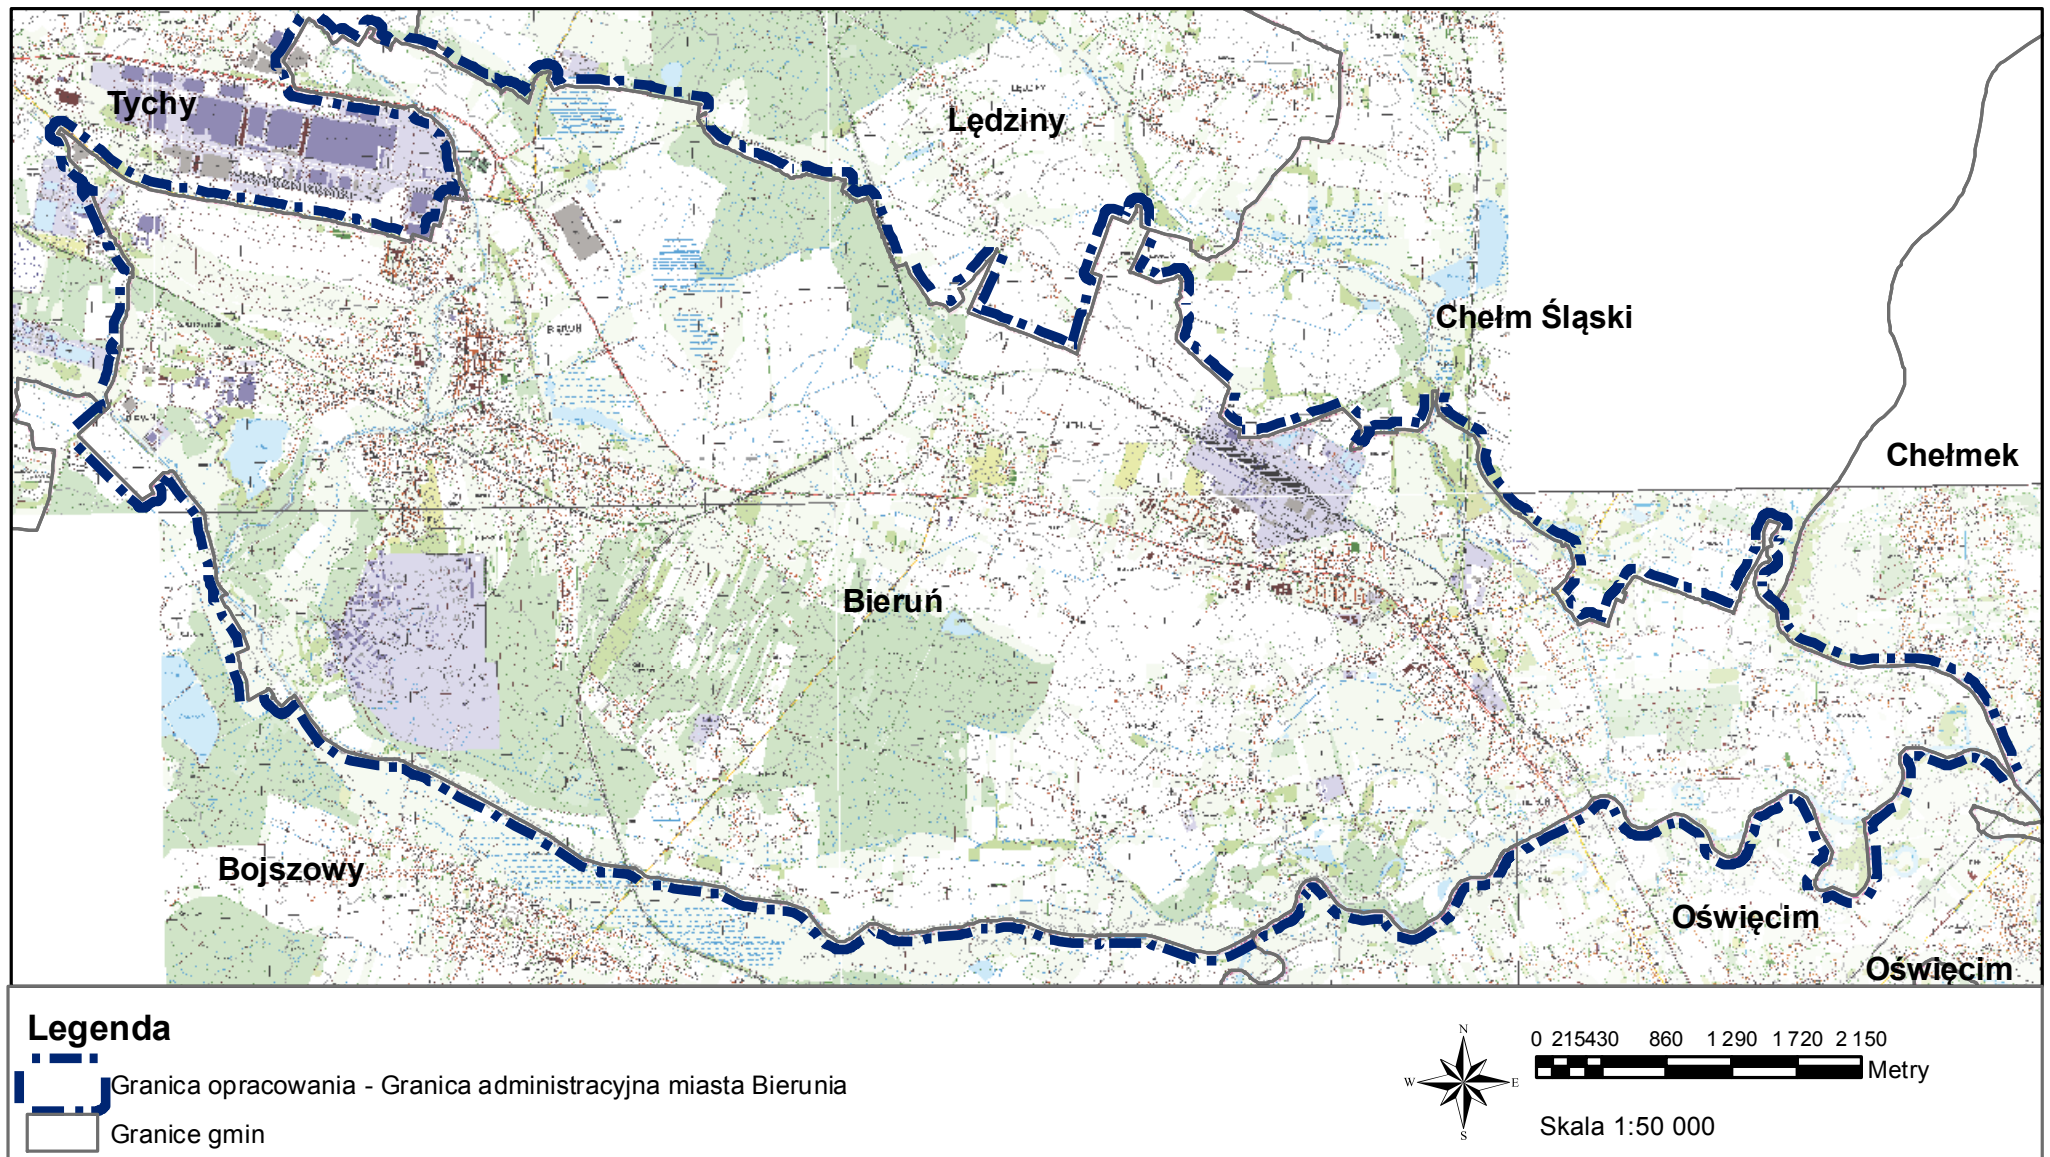 Tychy
Lędziny
Chełm Śląski
Chełmek
Bieruń
Bojszowy
Oświęcim
Oświęcim
Legenda
Granica opracowania - Granica administracyjna miasta Bierunia
Granice gmin
N
W
E
S
0 215430 860 1 290 1 720 2 150
Metry
Skala 1:50 000